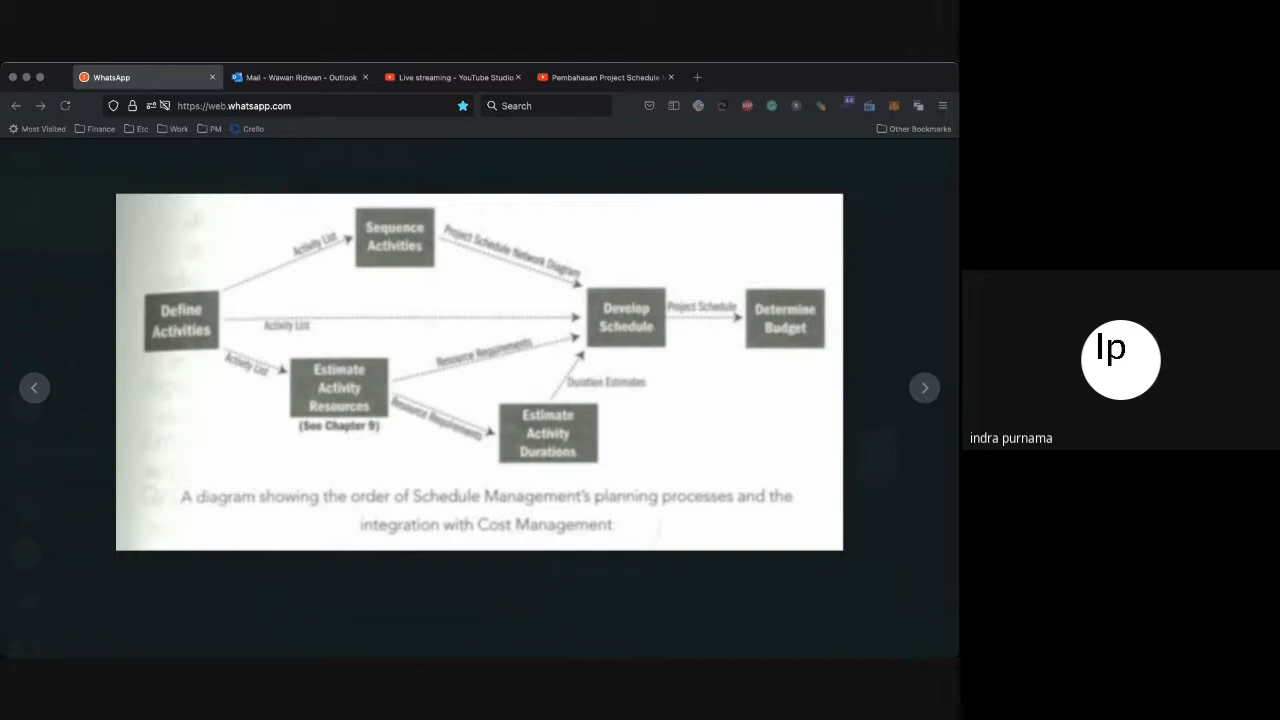 WhatsApp
Mail - Wawan Ridwan - Outlook
Live streaming - YouTube Studio
Pembahasan Project Schedule
https://web.whatsapp.com
Search
44
Most Visited
Finance
Etc
Work
PM
Crello
Other Bookmarks
Sequence
Activities
Activity List
Project Schedule Network Diagram
Define
Activities
Activity List
Develop
Schedule
Project Schedule
Determine
Budget
Activity List
Estimate
Activity
Resources
(See Chapter 9)
Resource Requirements
Resource Requirements
Duration Estimates
Estimate
Activity
Durations
A diagram showing the order of Schedule Management's planning processes and the
integration with Cost Management
Ip
indra purnama